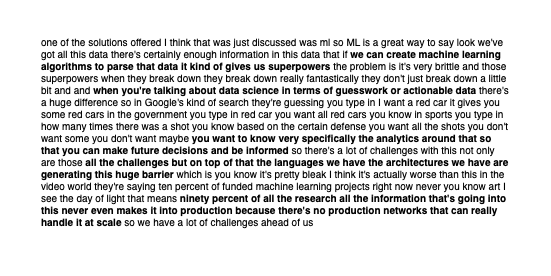 one of the solutions offered I think that was just discussed was ml so ML is a great way to say look we've
got all this data there's certainly enough information in this data that if we can create machine learning
algorithms to parse that data it kind of gives us superpowers the problem is it's very brittle and those
superpowers when they break down they break down really fantastically they don't just break down a little
bit and and when you're talking about data science in terms of guesswork or actionable data there's
a huge difference so in Google's kind of search they're guessing you type in I want a red car it gives you
some red cars in the government you type in red car you want all red cars you know in sports you type in
how many times there was a shot you know based on the certain defense you want all the shots you don't
want some you don't want maybe you want to know very specifically the analytics around that so
that you can make future decisions and be informed so there's a lot of challenges with this not only
are those all the challenges but on top of that the languages we have the architectures we have are
generating this huge barrier which is you know it's pretty bleak I think it's actually worse than this in the
video world they're saying ten percent of funded machine learning projects right now never you know art I
see the day of light that means ninety percent of all the research all the information that's going into
this never even makes it into production because there's no production networks that can really
handle it at scale so we have a lot of challenges ahead of us